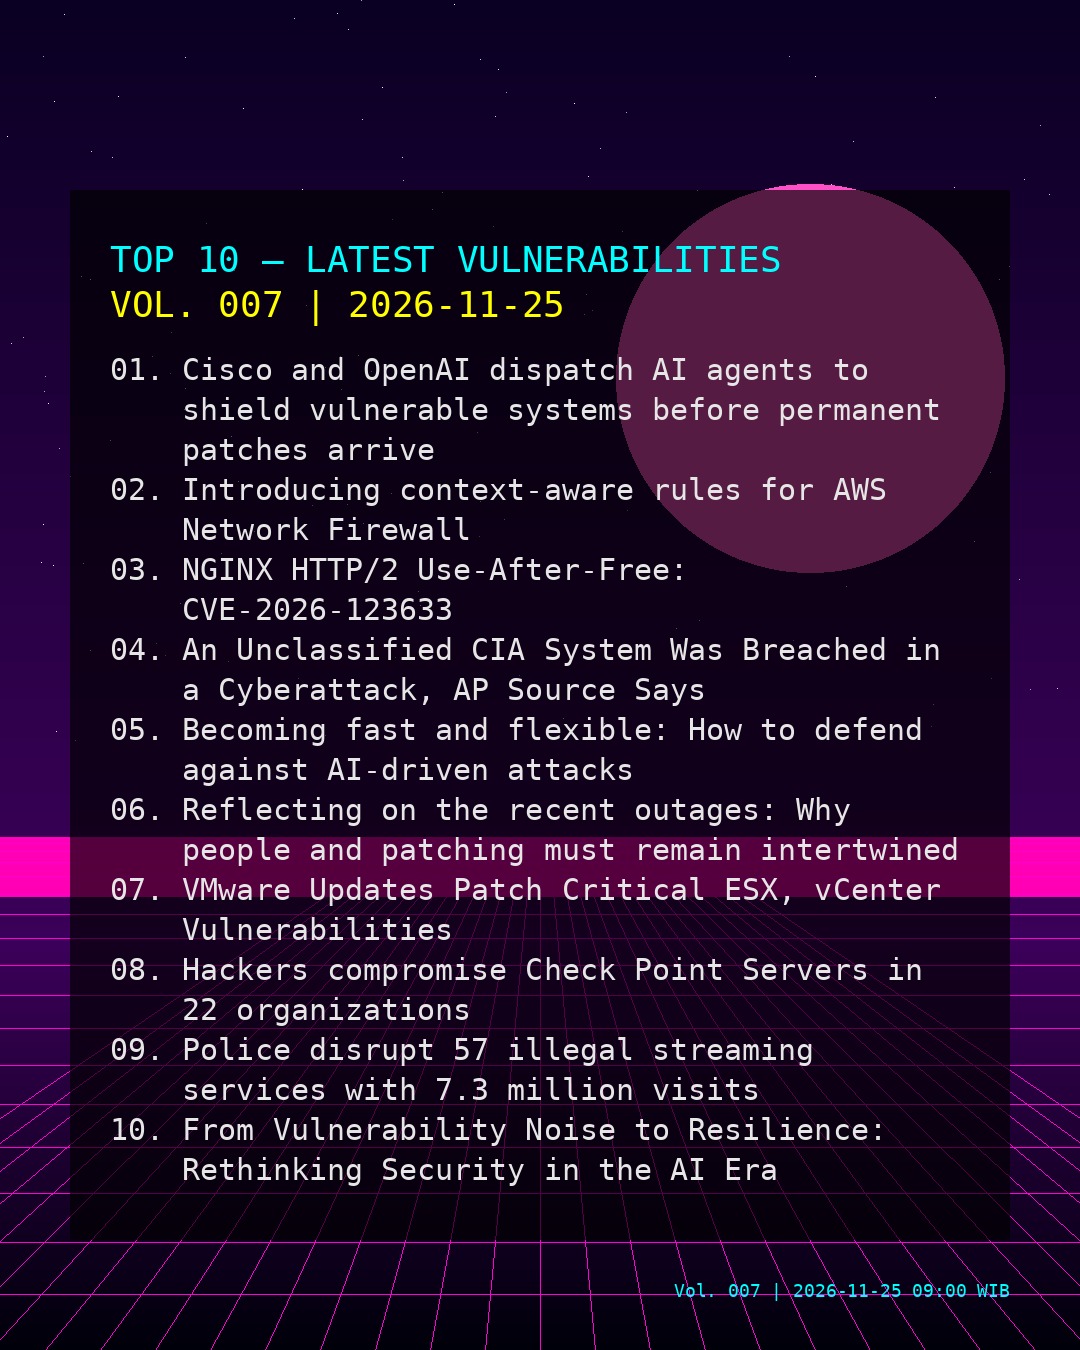 TOP 10 — LATEST VULNERABILITIES
VOL. 007 | 2026-11-25
01. Cisco and OpenAI dispatch AI agents to
shield vulnerable systems before permanent
patches arrive
02. Introducing context-aware rules for AWS
Network Firewall
03. NGINX HTTP/2 Use-After-Free:
CVE-2026-123633
04. An Unclassified CIA System Was Breached in
a Cyberattack, AP Source Says
05. Becoming fast and flexible: How to defend
against AI-driven attacks
06. Reflecting on the recent outages: Why
people and patching must remain intertwined
07. VMware Updates Patch Critical ESX, vCenter
Vulnerabilities
08. Hackers compromise Check Point Servers in
22 organizations
09. Police disrupt 57 illegal streaming
services with 7.3 million visits
10. From Vulnerability Noise to Resilience:
Rethinking Security in the AI Era
Vol. 007 | 2026-11-25 09:00 WIB